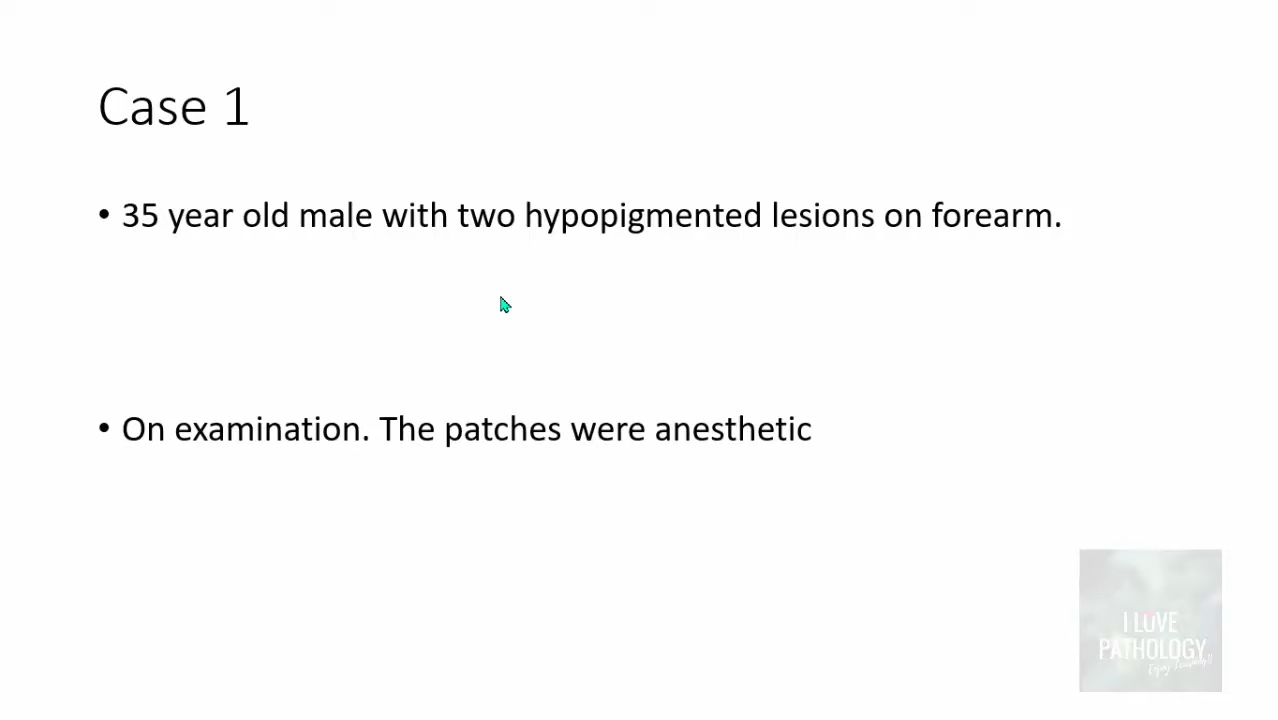 Case 1
• 35 year old male with two hypopigmented lesions on forearm.
• On examination. The patches were anesthetic
I LOVE
PATHOLOGY
Enjoy